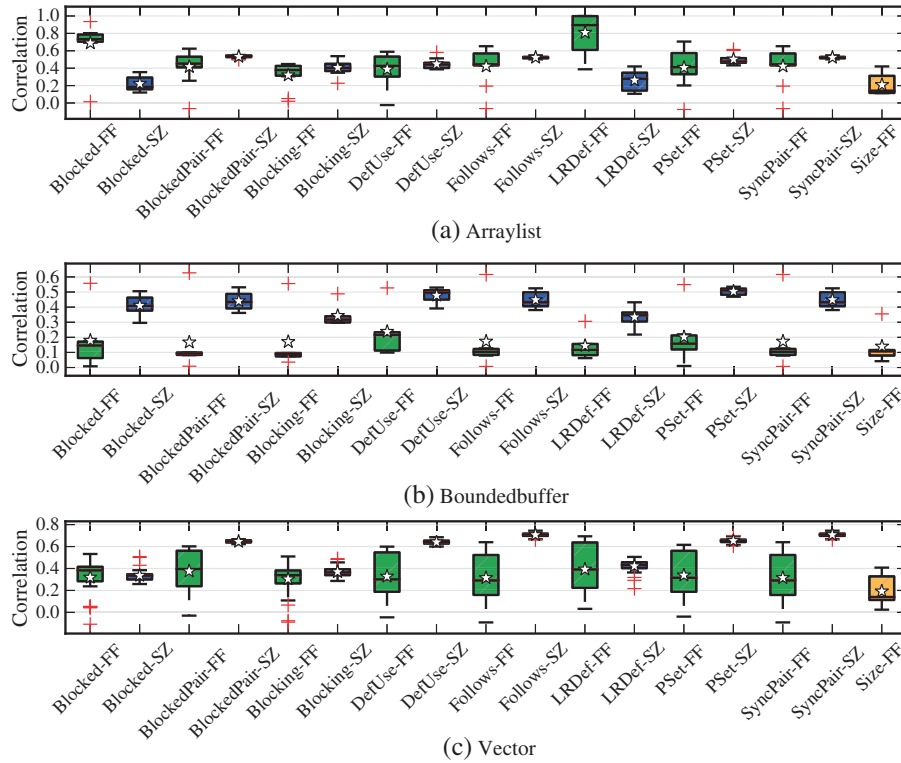 Correlation
1.0
0.8
0.6
0.4
0.2
0.0
Blocked-FF
Blocked-SZ
BlockedPair-FF
BlockedPair-SZ
Blocking-FF
Blocking-SZ
DefUse-FF
DefUse-SZ
Follows-FF
Follows-SZ
LRDef-FF
LRDef-SZ
PSet-FF
PSet-SZ
SyncPair-FF
SyncPair-SZ
Size-FF
(a) Arraylist
Correlation
0.6
0.5
0.4
0.3
0.2
0.1
0.0
Blocked-FF
Blocked-SZ
BlockedPair-FF
BlockedPair-SZ
Blocking-FF
Blocking-SZ
DefUse-FF
DefUse-SZ
Follows-FF
Follows-SZ
LRDef-FF
LRDef-SZ
PSet-FF
PSet-SZ
SyncPair-FF
SyncPair-SZ
Size-FF
(b) Boundedbuffer
Correlation
0.8
0.6
0.4
0.2
0.0
Blocked-FF
Blocked-SZ
BlockedPair-FF
BlockedPair-SZ
Blocking-FF
Blocking-SZ
DefUse-FF
DefUse-SZ
Follows-FF
Follows-SZ
LRDef-FF
LRDef-SZ
PSet-FF
PSet-SZ
SyncPair-FF
SyncPair-SZ
Size-FF
(c) Vector